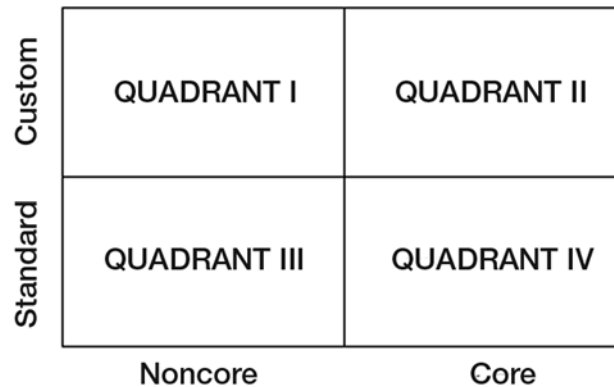 Custom
QUADRANT I
QUADRANT II
Standard
QUADRANT III
QUADRANT IV
Noncore
Core